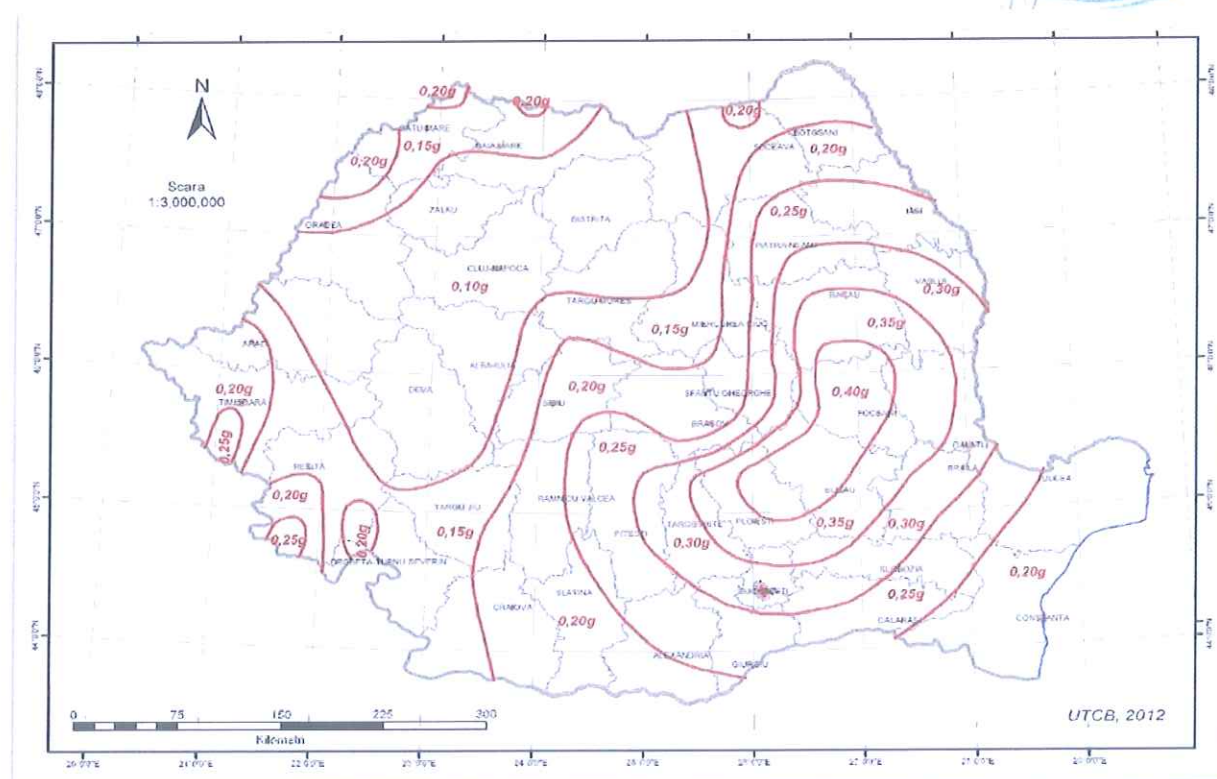 N
Scara
1:3,000,000
0,20g
0,20g
0,20g
SATU MARE
0,15g
BAIA MARE
0,20g
BOTOSANI
SUCEAVA
0,20g
ORADEA
ZALAU
BISTRITA
0,25g
IASI
PIATRA NEAMT
CLUJ-NAPOCA
0,10g
TARGU MURES
BACAU
VASLUI
0,30g
0,15g
MIERCUREA CIUC
0,35g
ARAD
ALBA IULIA
DEVA
0,20g
TIMISOARA
0,20g
SIBIU
SFANTU GHEORGHE
0,40g
FOCSANI
BRASOV
0,25g
0,25g
GALATI
BRAILA
TULCEA
RESITA
0,20g
RAMNICU VALCEA
BUZAU
TARGU JIU
0,15g
PITESTI
TARGOVISTE
PLOIESTI
0,35g
0,30g
0,25g
0,20g
0,30g
DROBETA-TURNU SEVERIN
SLOBOZIA
0,20g
BUCURESTI
0,25g
CRAIOVA
SLATINA
0,20g
CALARASI
CONSTANTA
ALEXANDRIA
GIURGIU
0 75 150 225 300
Kilometri
UTCB, 2012